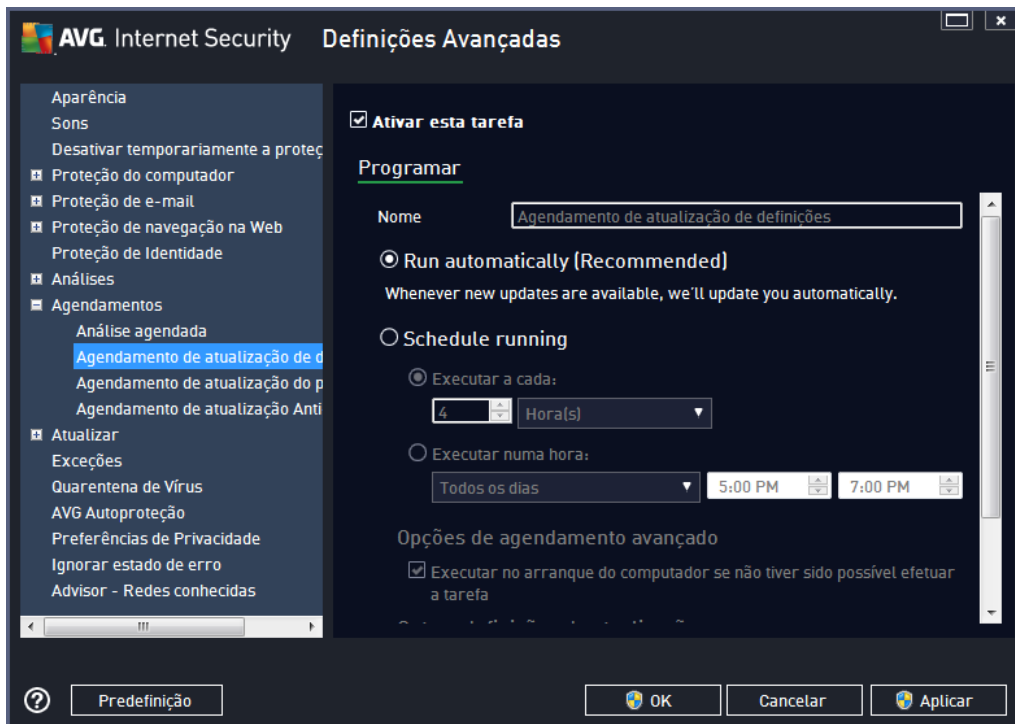 AVG. Internet Security Definições Avançadas
Aparência
Sons
Desativar temporariamente a proteç
Proteção do computador
Proteção de e-mail
Proteção de navegação na Web
Proteção de Identidade
Análises
Agendamentos
Análise agendada
Agendamento de atualização de d
Agendamento de atualização do p
Agendamento de atualização Anti
Atualizar
Exceções
Quarentena de Vírus
AVG Autoproteção
Preferências de Privacidade
Ignorar estado de erro
Advisor - Redes conhecidas
Ativar esta tarefa
Programar
Nome Agendamento de atualização de definições
Run automatically (Recommended)
Whenever new updates are available, we'll update you automatically.
Schedule running
Executar a cada:
4 Hora(s)
Executar numa hora:
Todos os dias 5:00 PM 7:00 PM
Opções de agendamento avançado
Executar no arranque do computador se não tiver sido possível efetuar
a tarefa
Predefinição OK Cancelar Aplicar